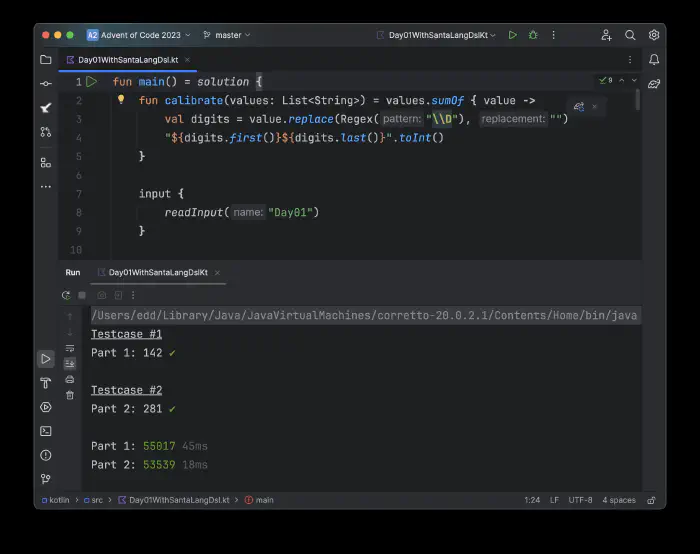 A2 Advent of Code 2023 master Day01WithSantaLangDslKt
Day01WithSantaLangDsl.kt
1 fun main() = solution {
9
2 fun calibrate(values: List<String>) = values.sumOf { value ->
3 val digits = value.replace(Regex( pattern: "\\D"), replacement: "")
4 "${digits.first()}${digits.last()}".toInt()
5 }
6
7 input {
8 readInput( name: "Day01")
9 }
10
Run Day01WithSantaLangDslKt
/Users/edd/Library/Java/JavaVirtualMachines/corretto-20.0.2.1/Contents/Home/bin/java
Testcase #1
Part 1: 142 ✓
Testcase #2
Part 2: 281 ✓
Part 1: 55017 45ms
Part 2: 53539 18ms
kotlin > src > Day01WithSantaLangDsl.kt > main 1:24 LF UTF-8 4 spaces